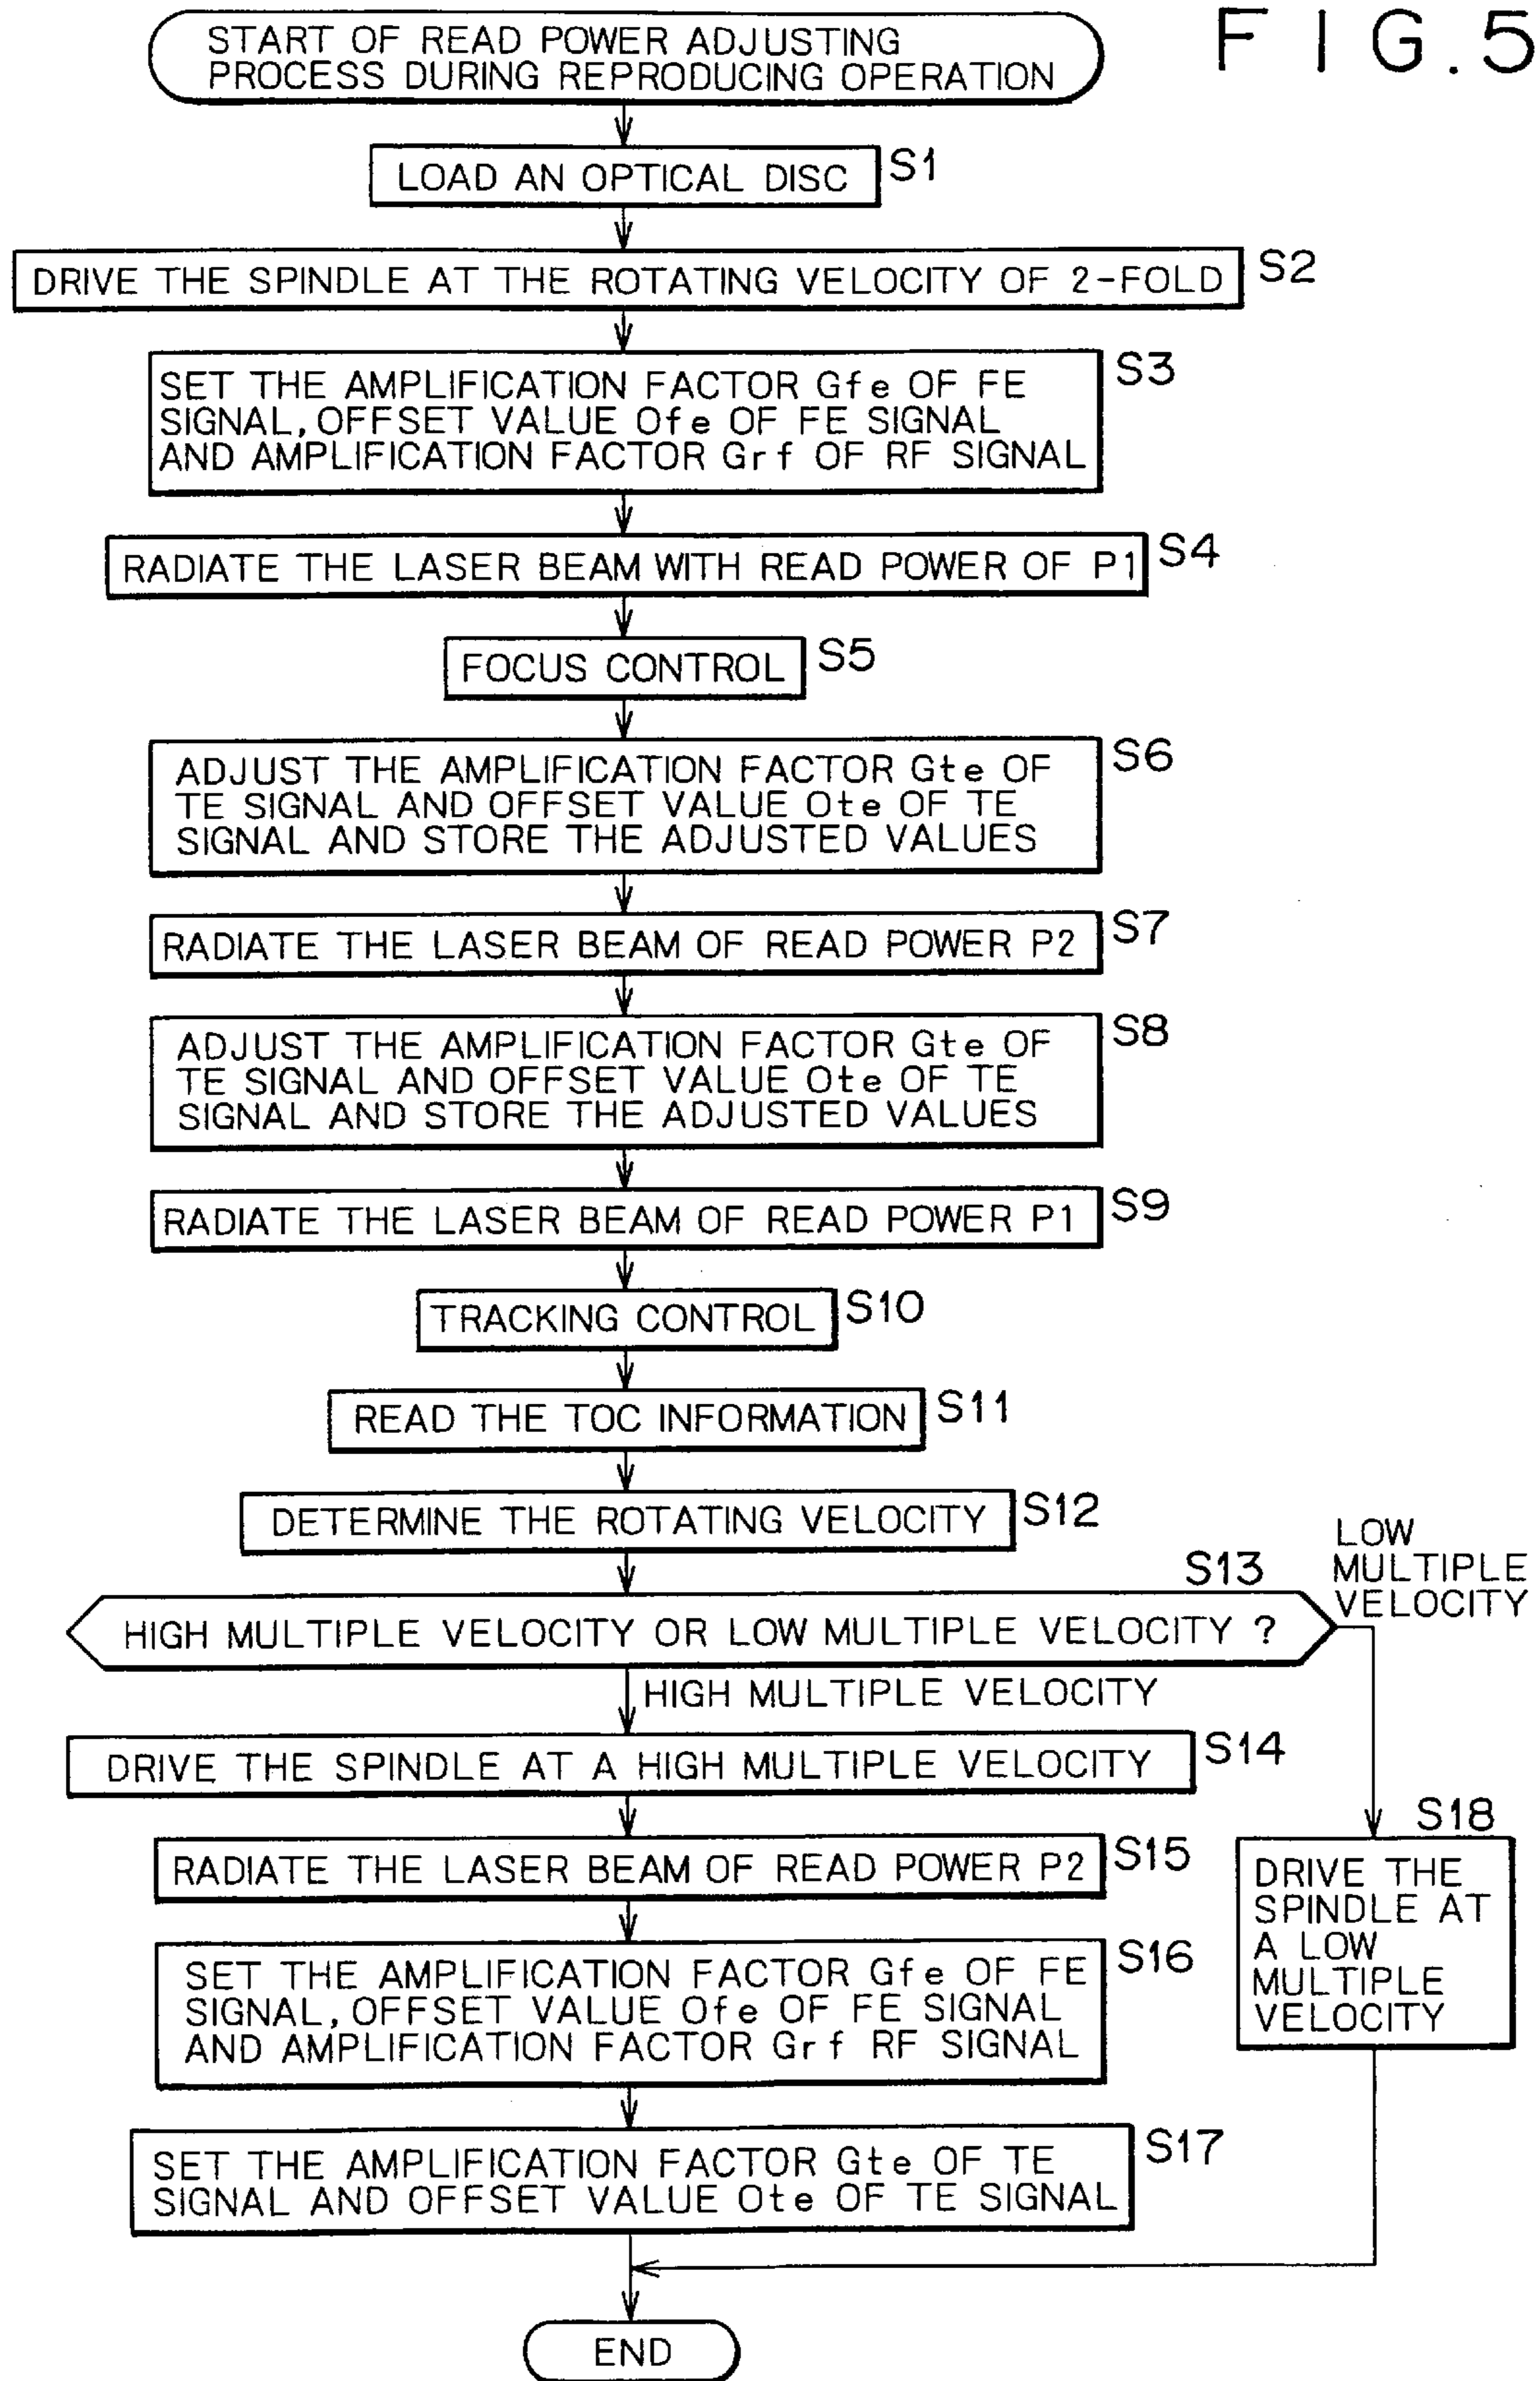 FIG.5
START OF READ POWER ADJUSTING
PROCESS DURING REPRODUCING OPERATION
LOAD AN OPTICAL DISC
S1
DRIVE THE SPINDLE AT THE ROTATING VELOCITY OF 2-FOLD
S2
SET THE AMPLIFICATION FACTOR Gfe OF FE
SIGNAL, OFFSET VALUE Ofe OF FE SIGNAL
AND AMPLIFICATION FACTOR Grf OF RF SIGNAL
S3
RADIATE THE LASER BEAM WITH READ POWER OF P1
S4
FOCUS CONTROL
S5
ADJUST THE AMPLIFICATION FACTOR Gte OF
TE SIGNAL AND OFFSET VALUE Ote OF TE
SIGNAL AND STORE THE ADJUSTED VALUES
S6
RADIATE THE LASER BEAM OF READ POWER P2
S7
ADJUST THE AMPLIFICATION FACTOR Gte OF
TE SIGNAL AND OFFSET VALUE Ote OF TE
SIGNAL AND STORE THE ADJUSTED VALUES
S8
RADIATE THE LASER BEAM OF READ POWER P1
S9
TRACKING CONTROL
S10
READ THE TOC INFORMATION
S11
DETERMINE THE ROTATING VELOCITY
S12
S13
HIGH MULTIPLE VELOCITY OR LOW MULTIPLE VELOCITY ?
LOW
MULTIPLE
VELOCITY
HIGH MULTIPLE VELOCITY
DRIVE THE SPINDLE AT A HIGH MULTIPLE VELOCITY
S14
RADIATE THE LASER BEAM OF READ POWER P2
S15
SET THE AMPLIFICATION FACTOR Gfe OF FE
SIGNAL, OFFSET VALUE Ofe OF FE SIGNAL
AND AMPLIFICATION FACTOR Grf RF SIGNAL
S16
SET THE AMPLIFICATION FACTOR Gte OF TE
SIGNAL AND OFFSET VALUE Ote OF TE SIGNAL
S17
S18
DRIVE THE
SPINDLE AT
A LOW
MULTIPLE
VELOCITY
END